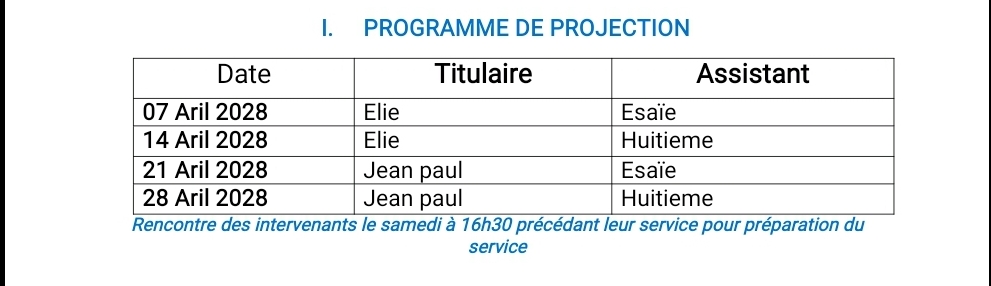 I. PROGRAMME DE PROJECTION
Date Titulaire Assistant
07 Aril 2028 Elie Esaïe
14 Aril 2028 Elie Huitieme
21 Aril 2028 Jean paul Esaïe
28 Aril 2028 Jean paul Huitieme
Rencontre des intervenants le samedi à 16h30 précédant leur service pour préparation du
service